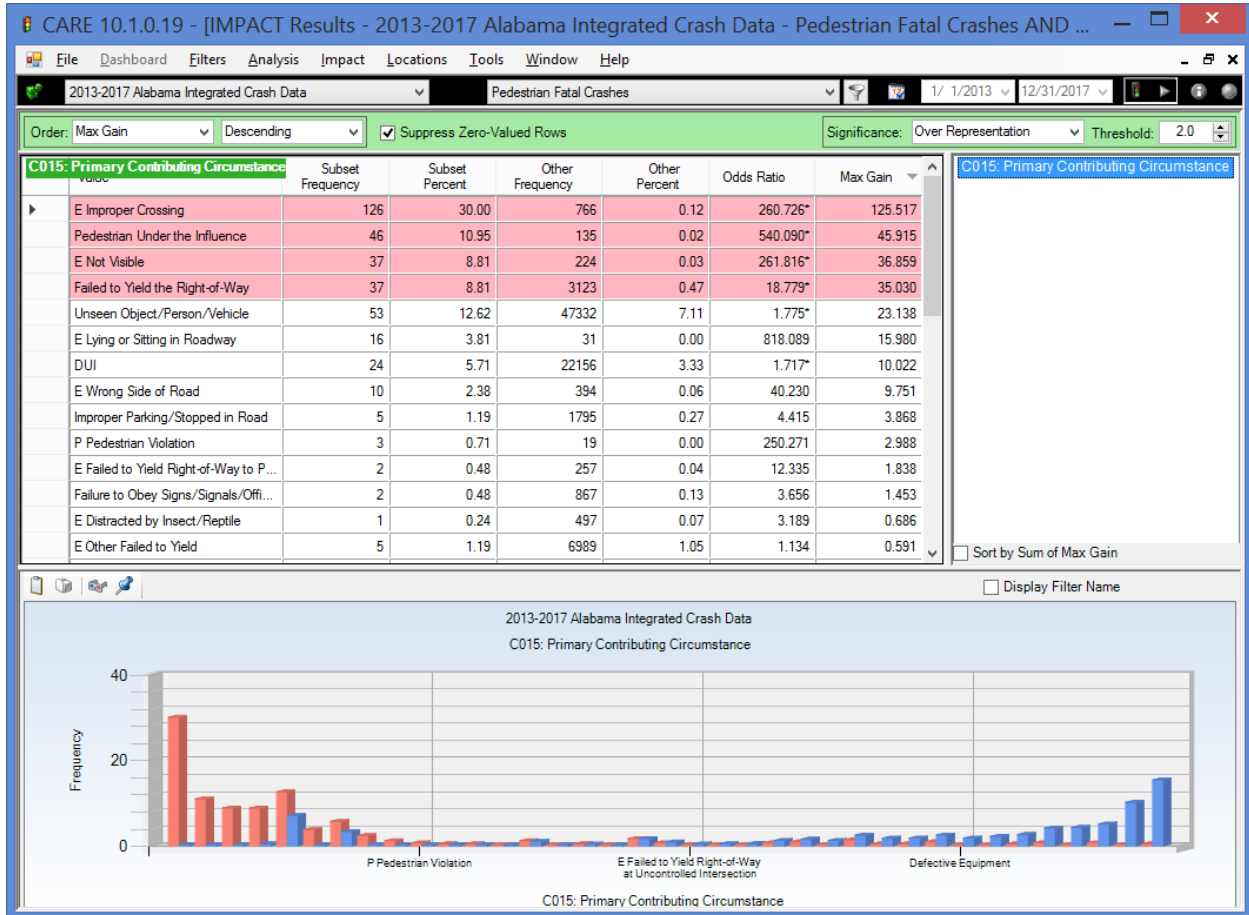 CARE 10.1.0.19 - [IMPACT Results - 2013-2017 Alabama Integrated Crash Data - Pedestrian Fatal Crashes AND ...
File Dashboard Filters Analysis Impact Locations Tools Window Help
2013-2017 Alabama Integrated Crash Data Pedestrian Fatal Crashes 1/ 1/2013 12/31/2017
Order: Max Gain Descending Suppress Zero-Valued Rows Significance: Over Representation Threshold: 2.0
C015: Primary Contributing Circumstance Subset Frequency Subset Percent Other Frequency Other Percent Odds Ratio Max Gain C015: Primary Contributing Circumstance
E Improper Crossing 126 30.00 766 0.12 260.726* 125.517
Pedestrian Under the Influence 46 10.95 135 0.02 540.090* 45.915
E Not Visible 37 8.81 224 0.03 261.816* 36.859
Failed to Yield the Right-of-Way 37 8.81 3123 0.47 18.779* 35.030
Unseen Object/Person/Vehicle 53 12.62 47332 7.11 1.775* 23.138
E Lying or Sitting in Roadway 16 3.81 31 0.00 818.089 15.980
DUI 24 5.71 22156 3.33 1.717* 10.022
E Wrong Side of Road 10 2.38 394 0.06 40.230 9.751
Improper Parking/Stopped in Road 5 1.19 1795 0.27 4.415 3.868
P Pedestrian Violation 3 0.71 19 0.00 250.271 2.988
E Failed to Yield Right-of-Way to P... 2 0.48 257 0.04 12.335 1.838
Failure to Obey Signs/Signals/Offi... 2 0.48 867 0.13 3.656 1.453
E Distracted by Insect/Reptile 1 0.24 497 0.07 3.189 0.686
E Other Failed to Yield 5 1.19 6989 1.05 1.134 0.591
Sort by Sum of Max Gain
Display Filter Name
2013-2017 Alabama Integrated Crash Data
C015: Primary Contributing Circumstance
40
20
0
Frequency
P Pedestrian Violation
E Failed to Yield Right-of-Way
at Uncontrolled Intersection
Defective Equipment
C015: Primary Contributing Circumstance